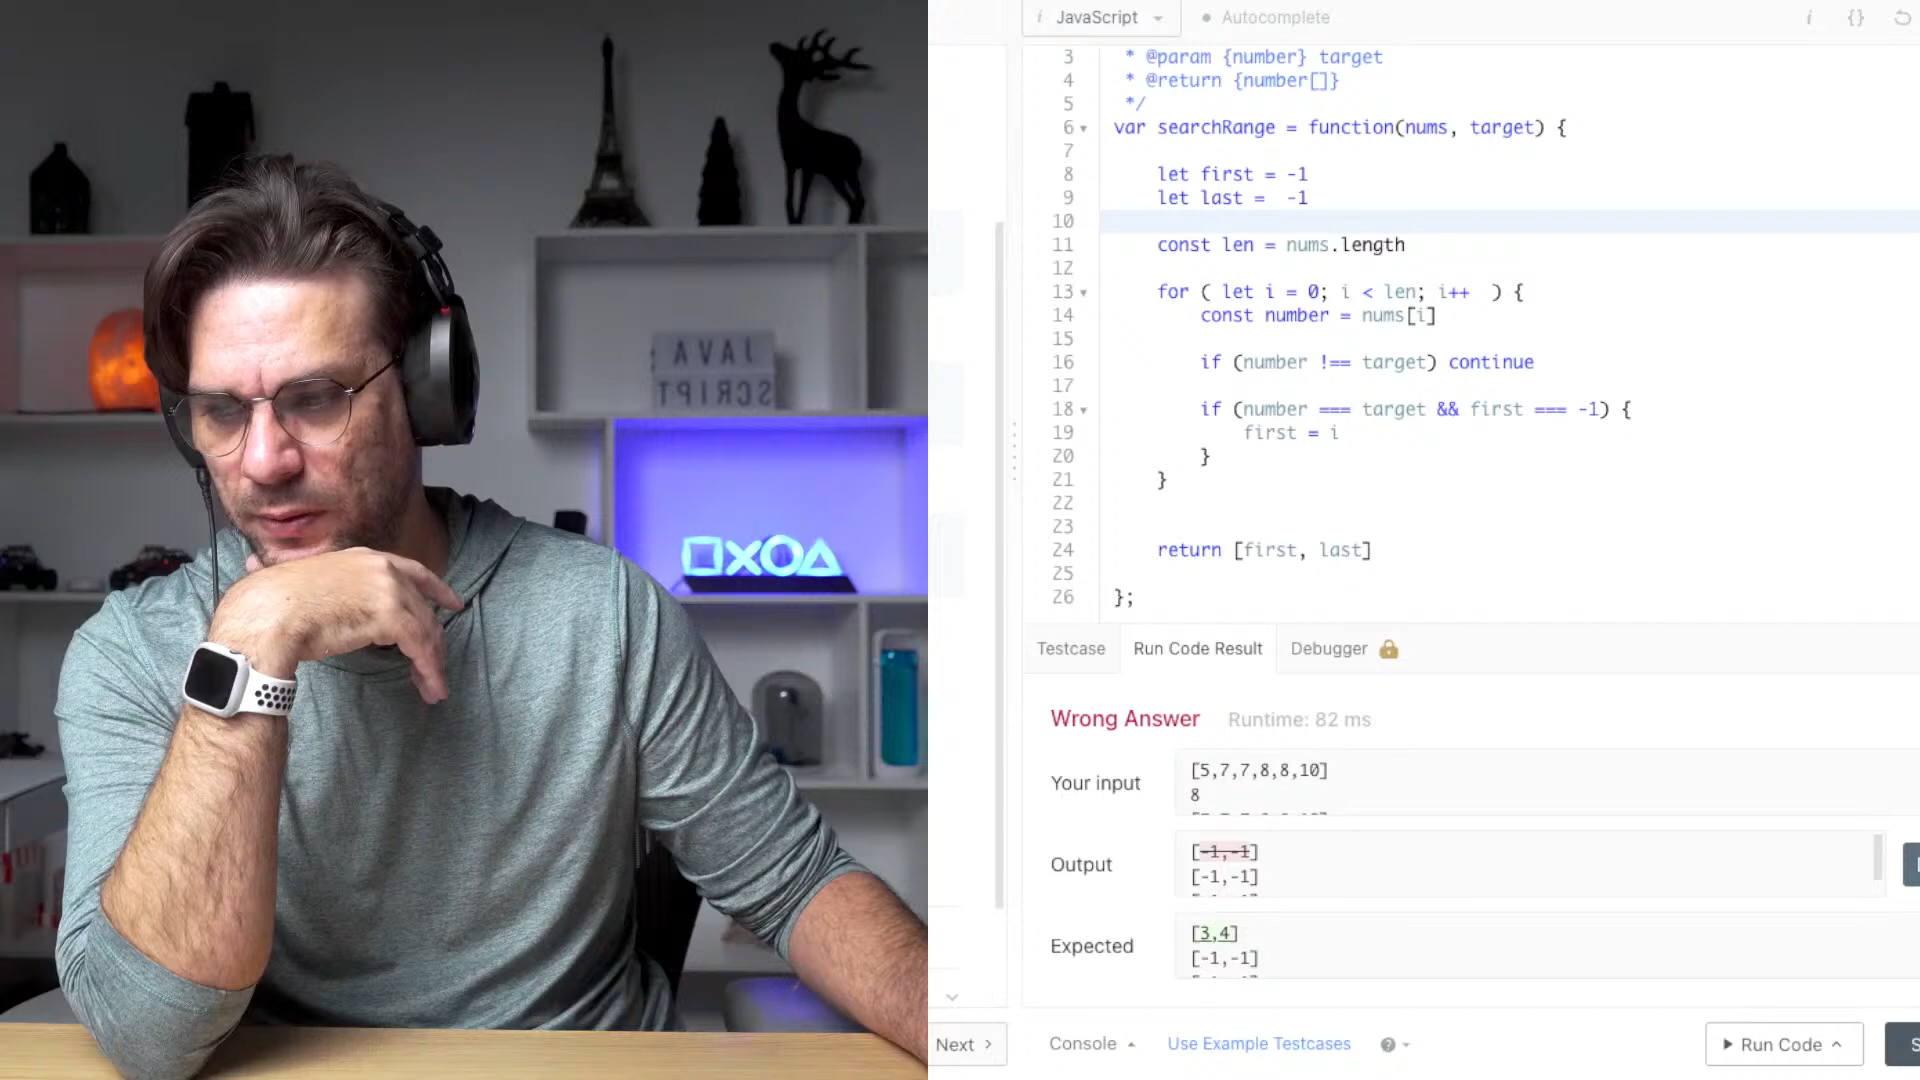 JAVA
SCRIPT
i JavaScript
Autocomplete
i {}
3 * @param {number} target
4 * @return {number[]}
5 */
6 var searchRange = function(nums, target) {
7
8 let first = -1
9 let last =  -1
10
11 const len = nums.length
12
13 for ( let i = 0; i < len; i++  ) {
14 const number = nums[i]
15
16 if (number !== target) continue
17
18 if (number === target && first === -1) {
19 first = i
20 }
21 }
22
23
24 return [first, last]
25
26 };
Testcase
Run Code Result
Debugger
Wrong Answer
Runtime: 82 ms
Your input
[5,7,7,8,8,10]
8
Output
[-1,-1]
[-1,-1]
Expected
[3,4]
[-1,-1]
Next >
Console
Use Example Testcases
?
Run Code
S